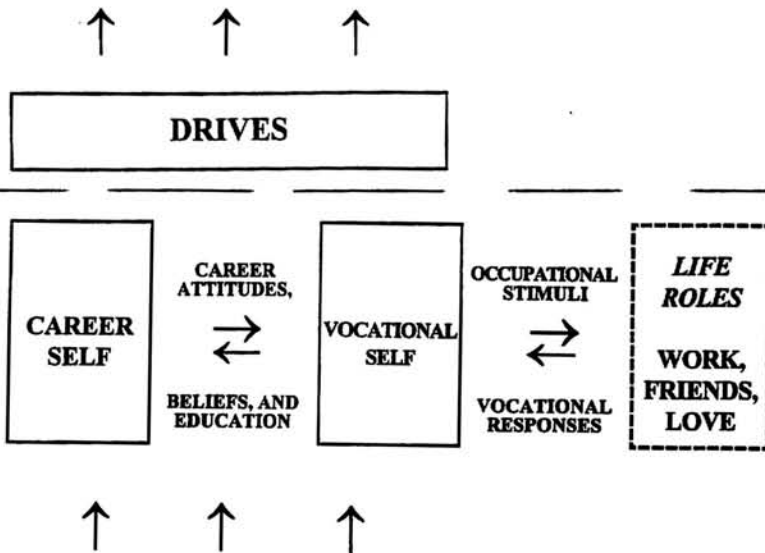 DRIVES
CAREER
SELF
CAREER
ATTITUDES,
BELIEFS, AND
EDUCATION
VOCATIONAL
SELF
OCCUPATIONAL
STIMULI
VOCATIONAL
RESPONSES
LIFE
ROLES
WORK,
FRIENDS,
LOVE